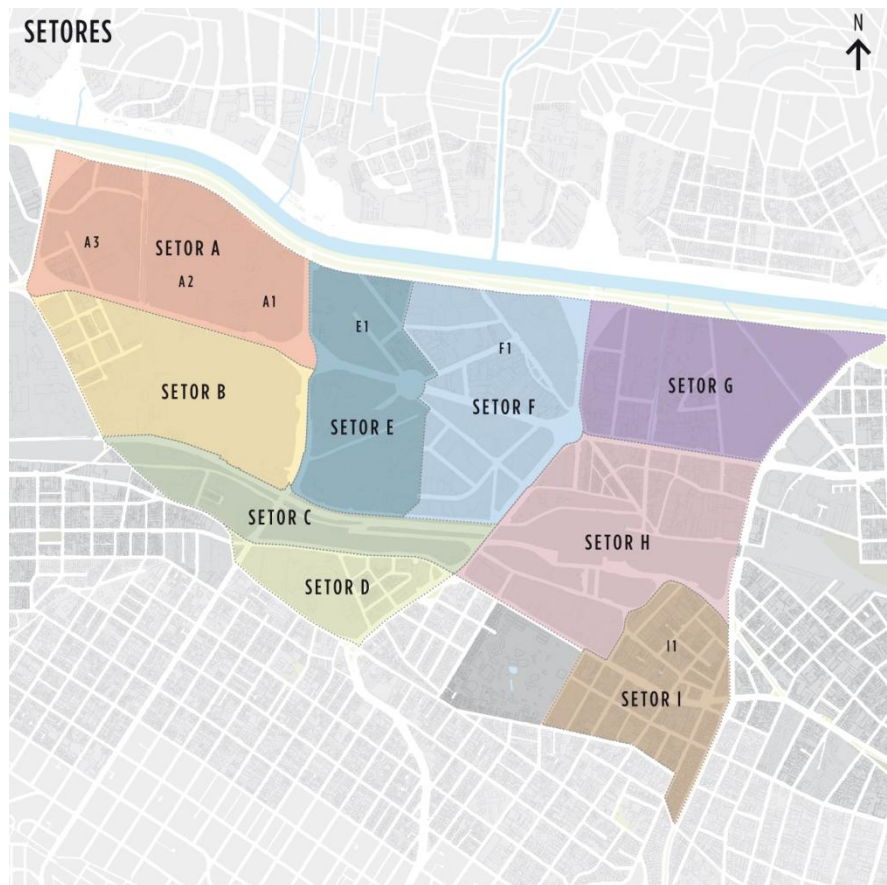 SETORES
N
A3
SETOR A
A2
A1
E1
F1
SETOR B
SETOR E
SETOR F
SETOR G
SETOR C
SETOR H
SETOR D
I1
SETOR I